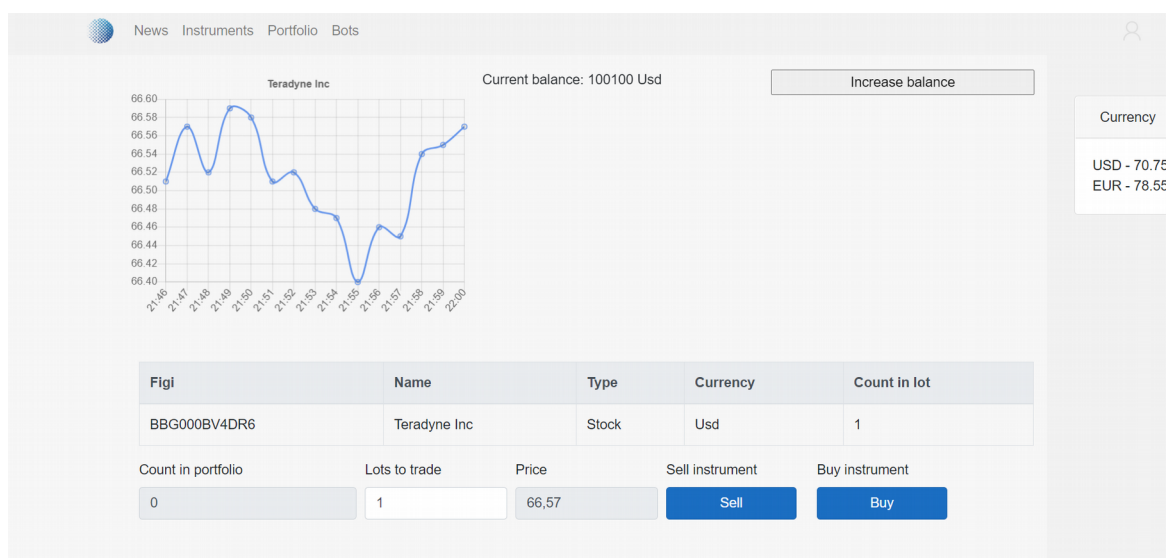 News Instruments Portfolio Bots
Teradyne Inc
Current balance: 100100 Usd
Increase balance
66.60
66.58
66.56
66.54
66.52
66.50
66.48
66.46
66.44
66.42
66.40
21:46 21:47 21:48 21:49 21:50 21:51 21:52 21:53 21:54 21:55 21:56 21:57 21:58 21:59 22:00
Currency
USD - 70.75
EUR - 78.55
Figi Name Type Currency Count in lot
BBG000BV4DR6 Teradyne Inc Stock Usd 1
Count in portfolio Lots to trade Price Sell instrument Buy instrument
0 1 66,57 Sell Buy